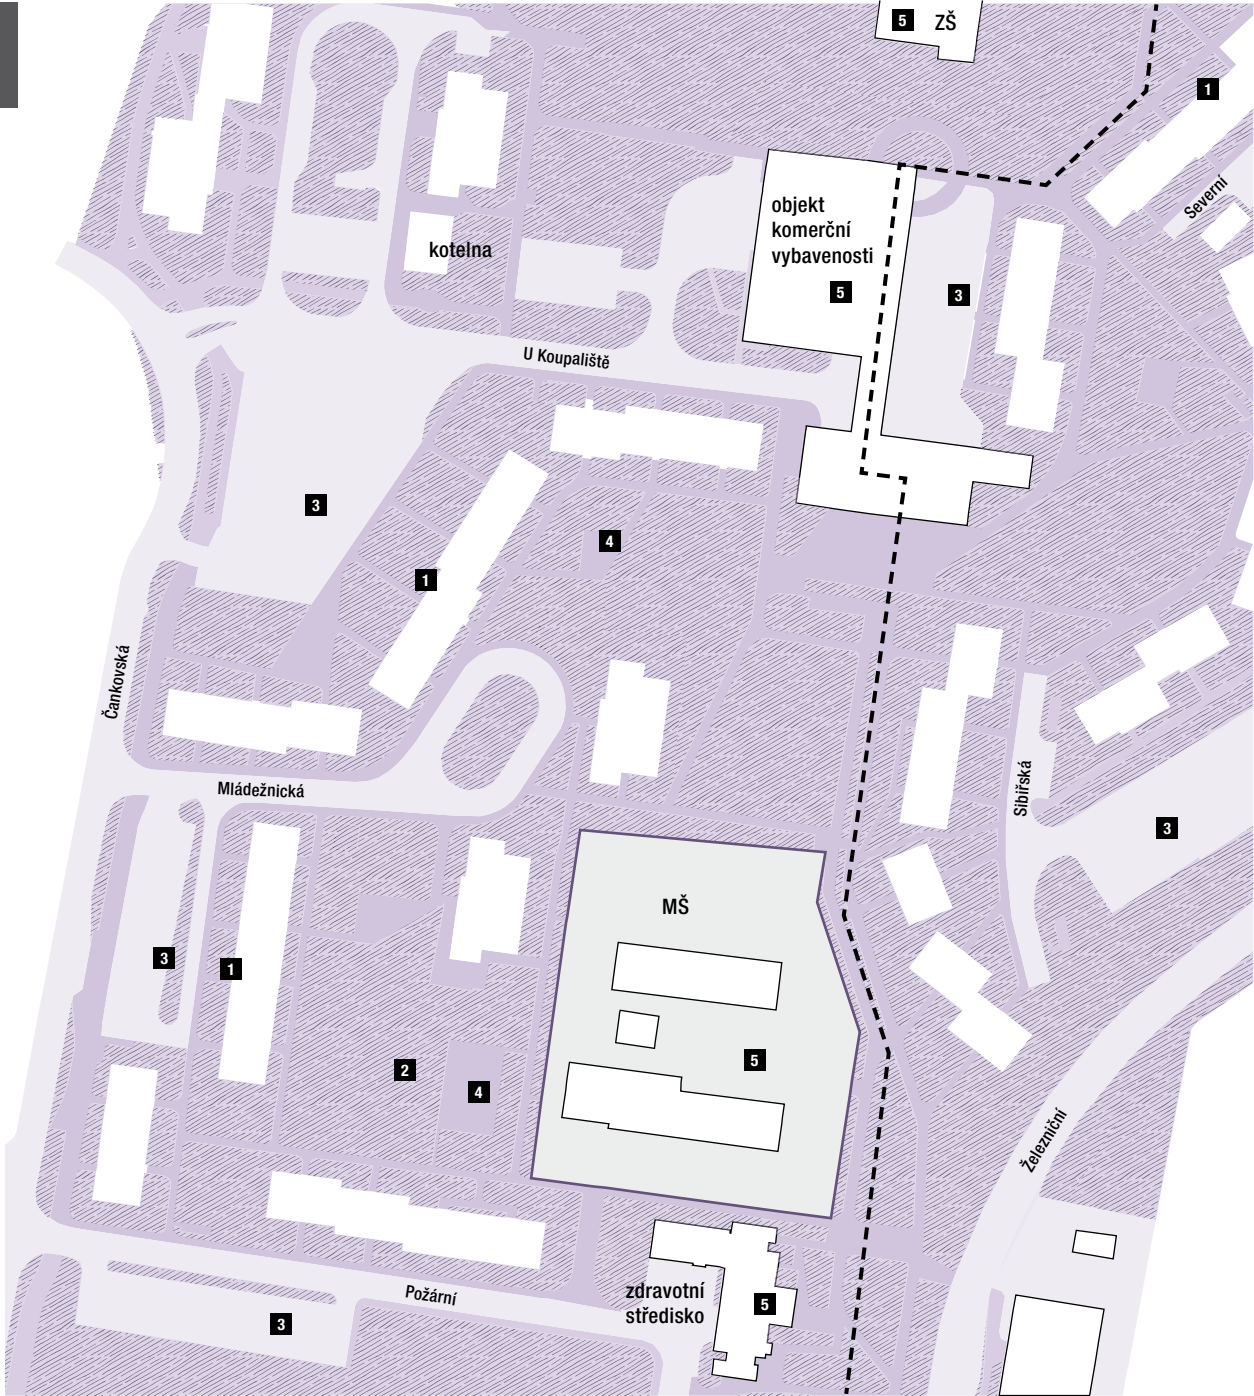 5 ZŠ
1
Severní
objekt
komerční
vybavenosti
5
3
kotelna
U Koupaliště
3
4
1
Čankovská
Mládežnická
Sibiřská
3
MŠ
3
1
5
2
4
Železniční
zdravotní
středisko
5
Požární
3